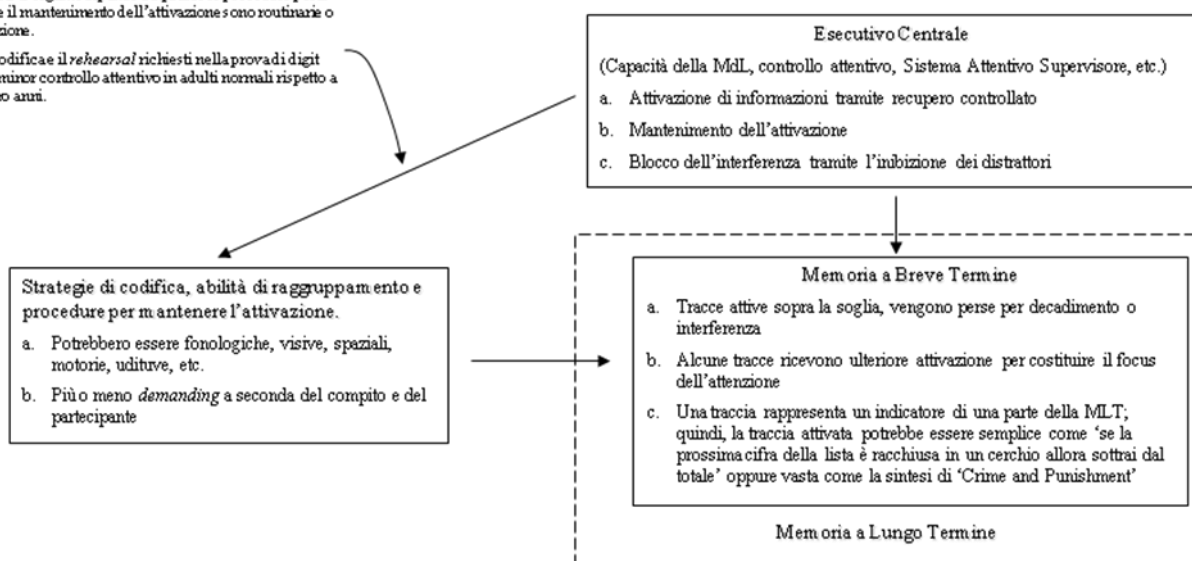 e il mantenimento dell'attivazione sono routinarie o
zione.
odifica e il rehearsal richiesti nella prova di digit
minor controllo attentivo in adulti normali rispetto a
ro anni.
Esecutivo Centrale
(Capacità della MdL, controllo attentivo, Sistema Attentivo Supervisore, etc.)
a. Attivazione di informazioni tramite recupero controllato
b. Mantenimento dell'attivazione
c. Blocco dell'interferenza tramite l'inibizione dei distrattori
Strategie di codifica, abilità di raggruppamento e
procedure per mantenere l'attivazione.
a. Potrebbero essere fonologiche, visive, spaziali,
motorie, udituve, etc.
b. Più o meno demanding a seconda del compito e del
partecipante
Memoria a Breve Termine
a. Tracce attive sopra la soglia, vengono perse per decadimento o
interferenza
b. Alcune tracce ricevono ulteriore attivazione per costituire il focus
dell'attenzione
c. Una traccia rappresenta un indicatore di una parte della MLT;
quindi, la traccia attivata potrebbe essere semplice come 'se la
prossima cifra della lista è racchiusa in un cerchio allora sottrai dal
totale' oppure vasta come la sintesi di 'Crime and Punishment'
Memoria a Lungo Termine